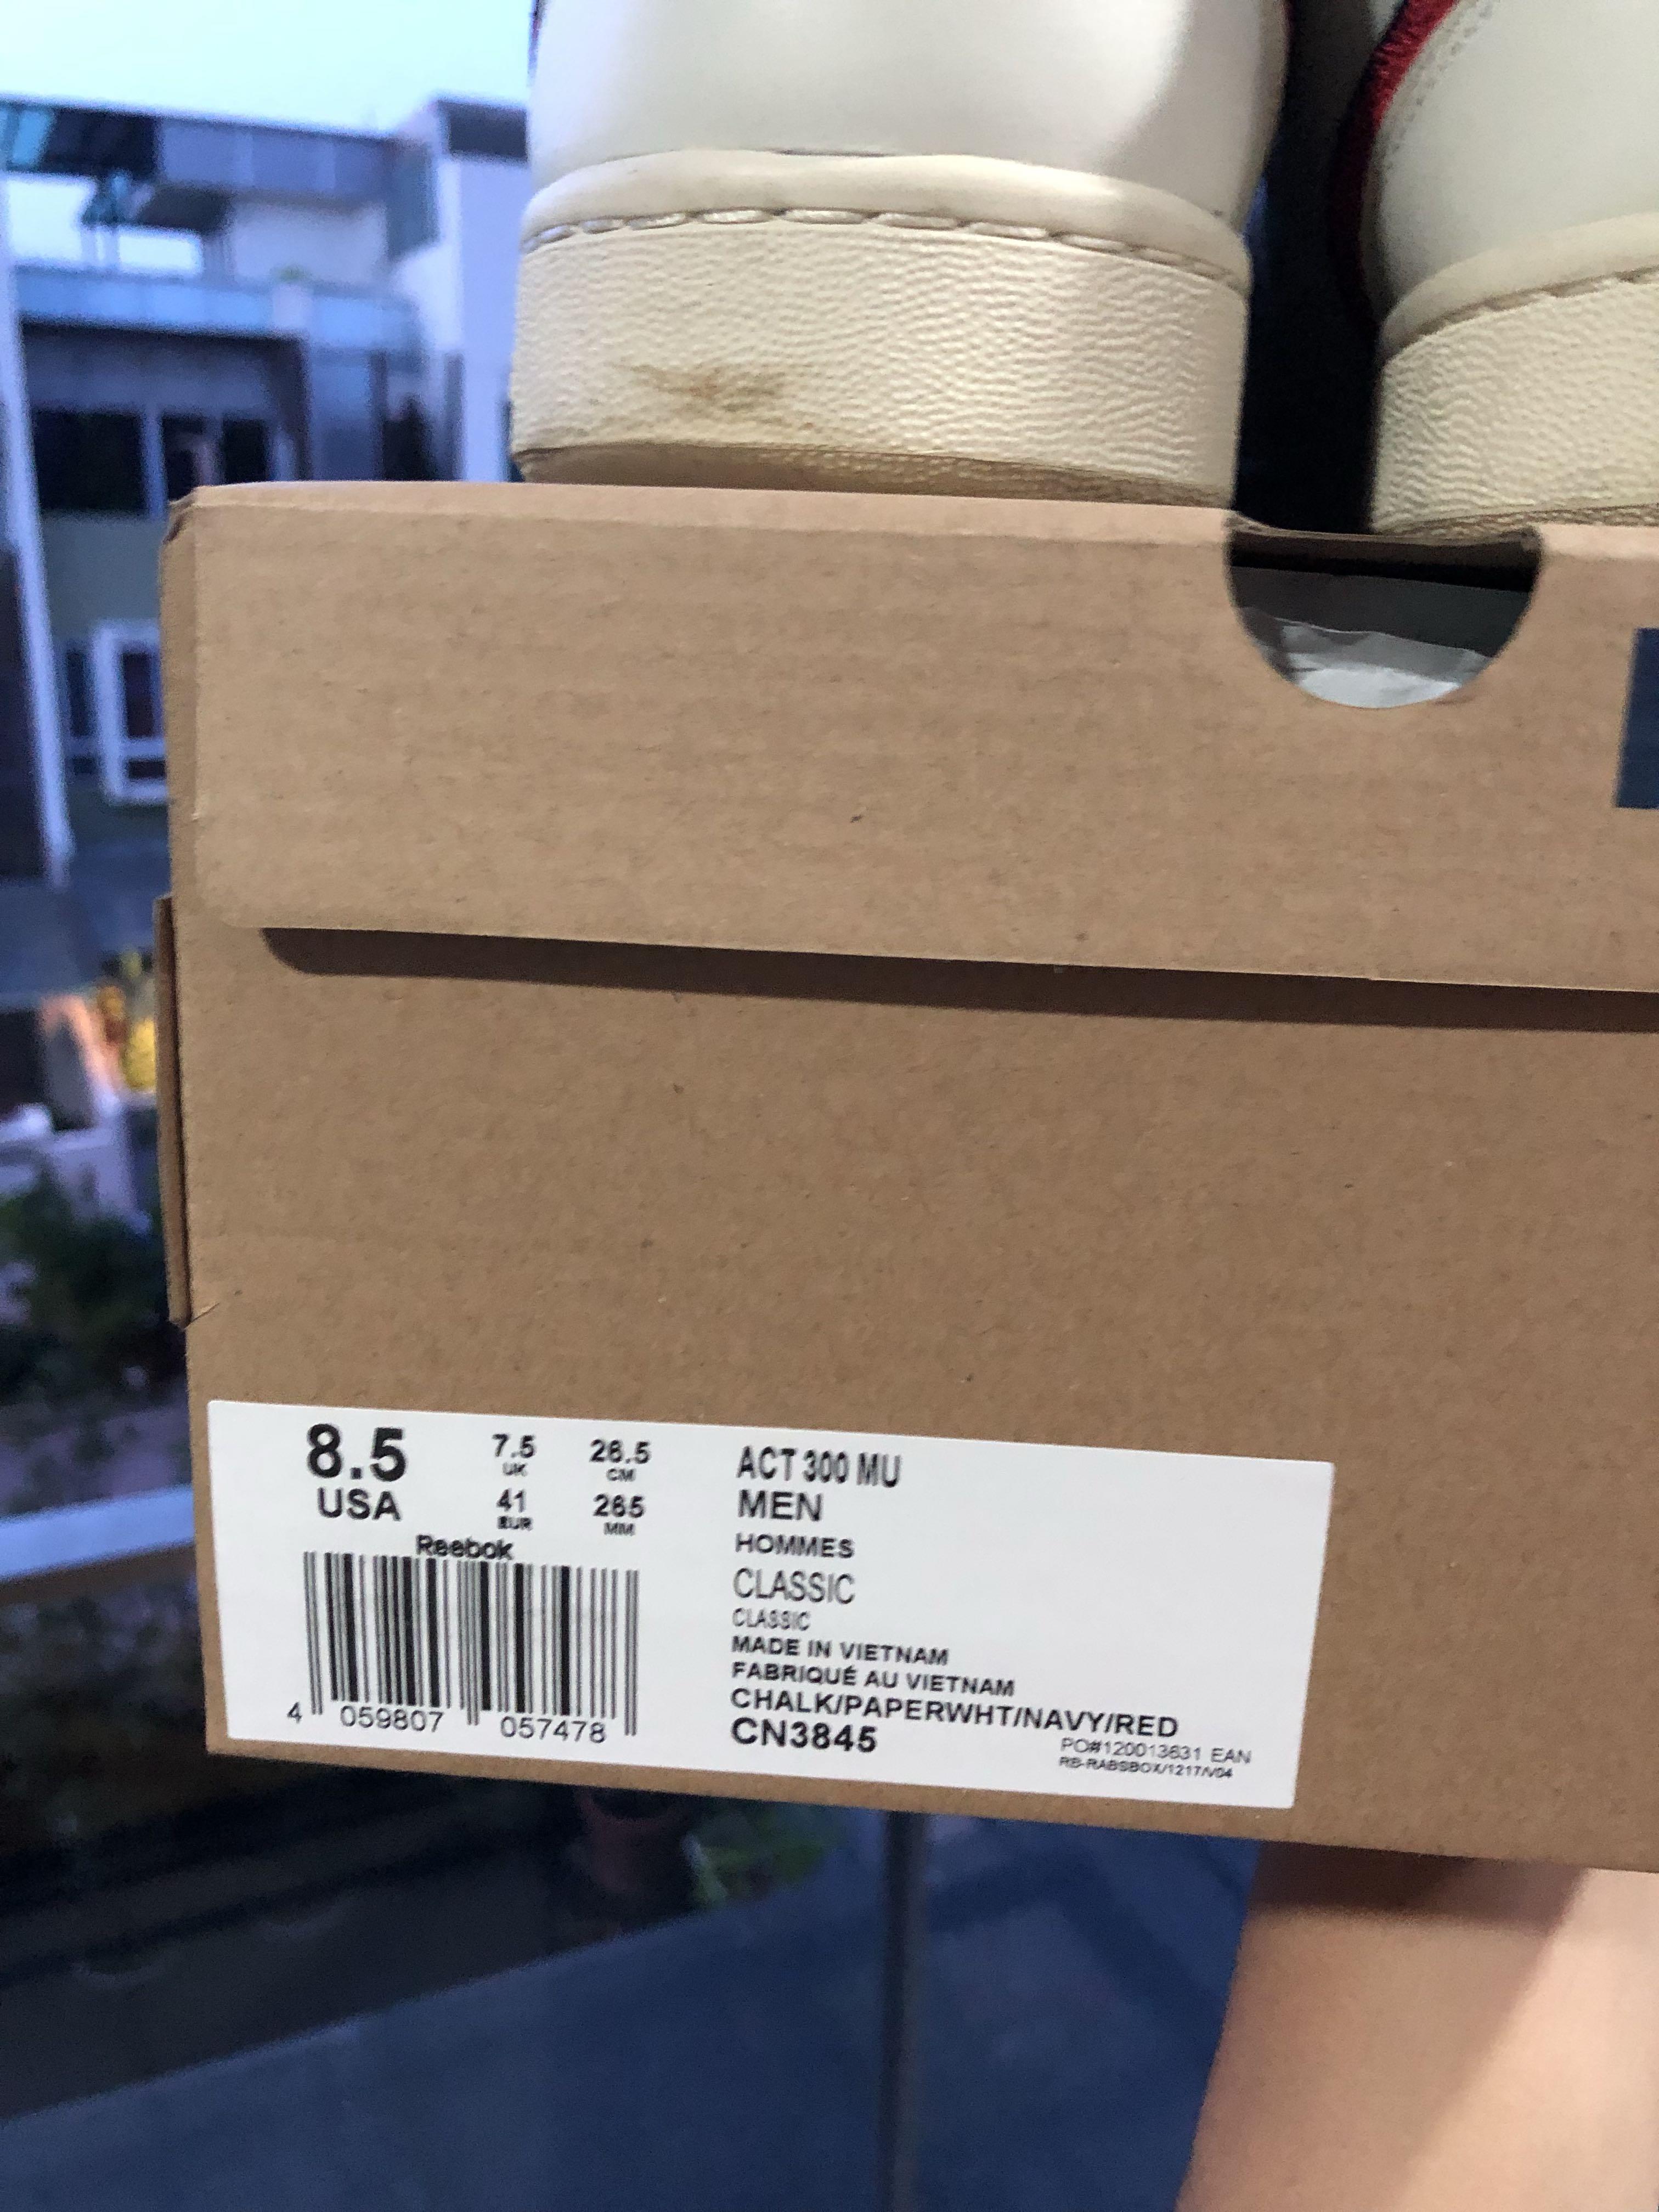 8.5 7.5 26.5 ACT 300 MU
UK CM
USA 41 265 MEN
EUR MM
Reebok HOMMES
CLASSIC
CLASSIC
MADE IN VIETNAM
FABRIQUÉ AU VIETNAM
CHALK/PAPERWHT/NAVY/RED
4 059807 057478 CN3845
PO#120013631 EAN
RB-RABSBOX/1217/V04